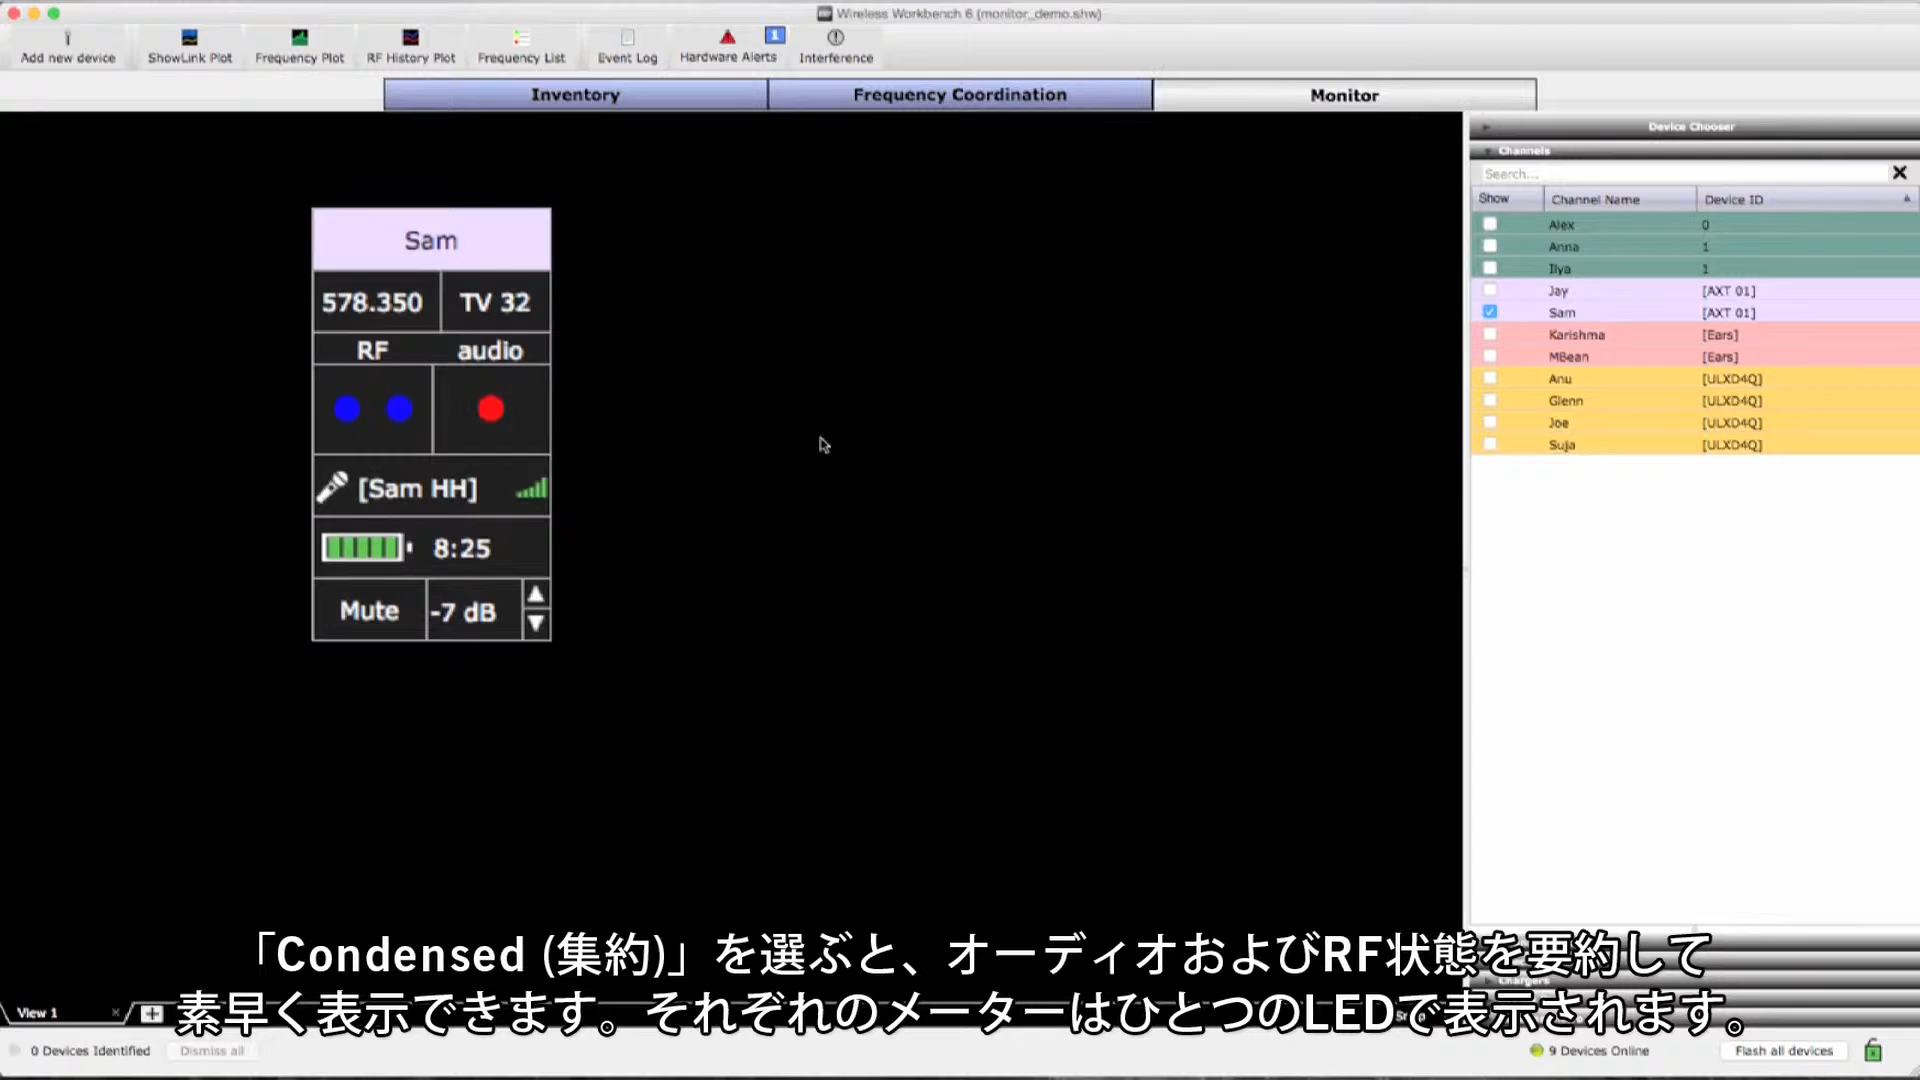 Wireless Workbench 6 (monitor_demo.shw)
Add new device
ShowLink Plot
Frequency Plot
RF History Plot
Frequency List
Event Log
Hardware Alerts
1
Interference
Inventory
Frequency Coordination
Monitor
Device Chooser
Channels
Search...
Show Channel Name Device ID
Alex 0
Anna 1
Ilya 1
Jay [AXT 01]
Sam [AXT 01]
Karishma [Ears]
MBean [Ears]
Anu [ULXD4Q]
Glenn [ULXD4Q]
Joe [ULXD4Q]
Suja [ULXD4Q]
Sam
578.350 TV 32
RF audio
[Sam HH]
8:25
Mute -7 dB
「Condensed (集約)」を選ぶと、オーディオおよびRF状態を要約して
素早く表示できます。それぞれのメーターはひとつのLEDで表示されます。
Chargers
View 1
0 Devices Identified
Dismiss all
9 Devices Online
Flash all devices